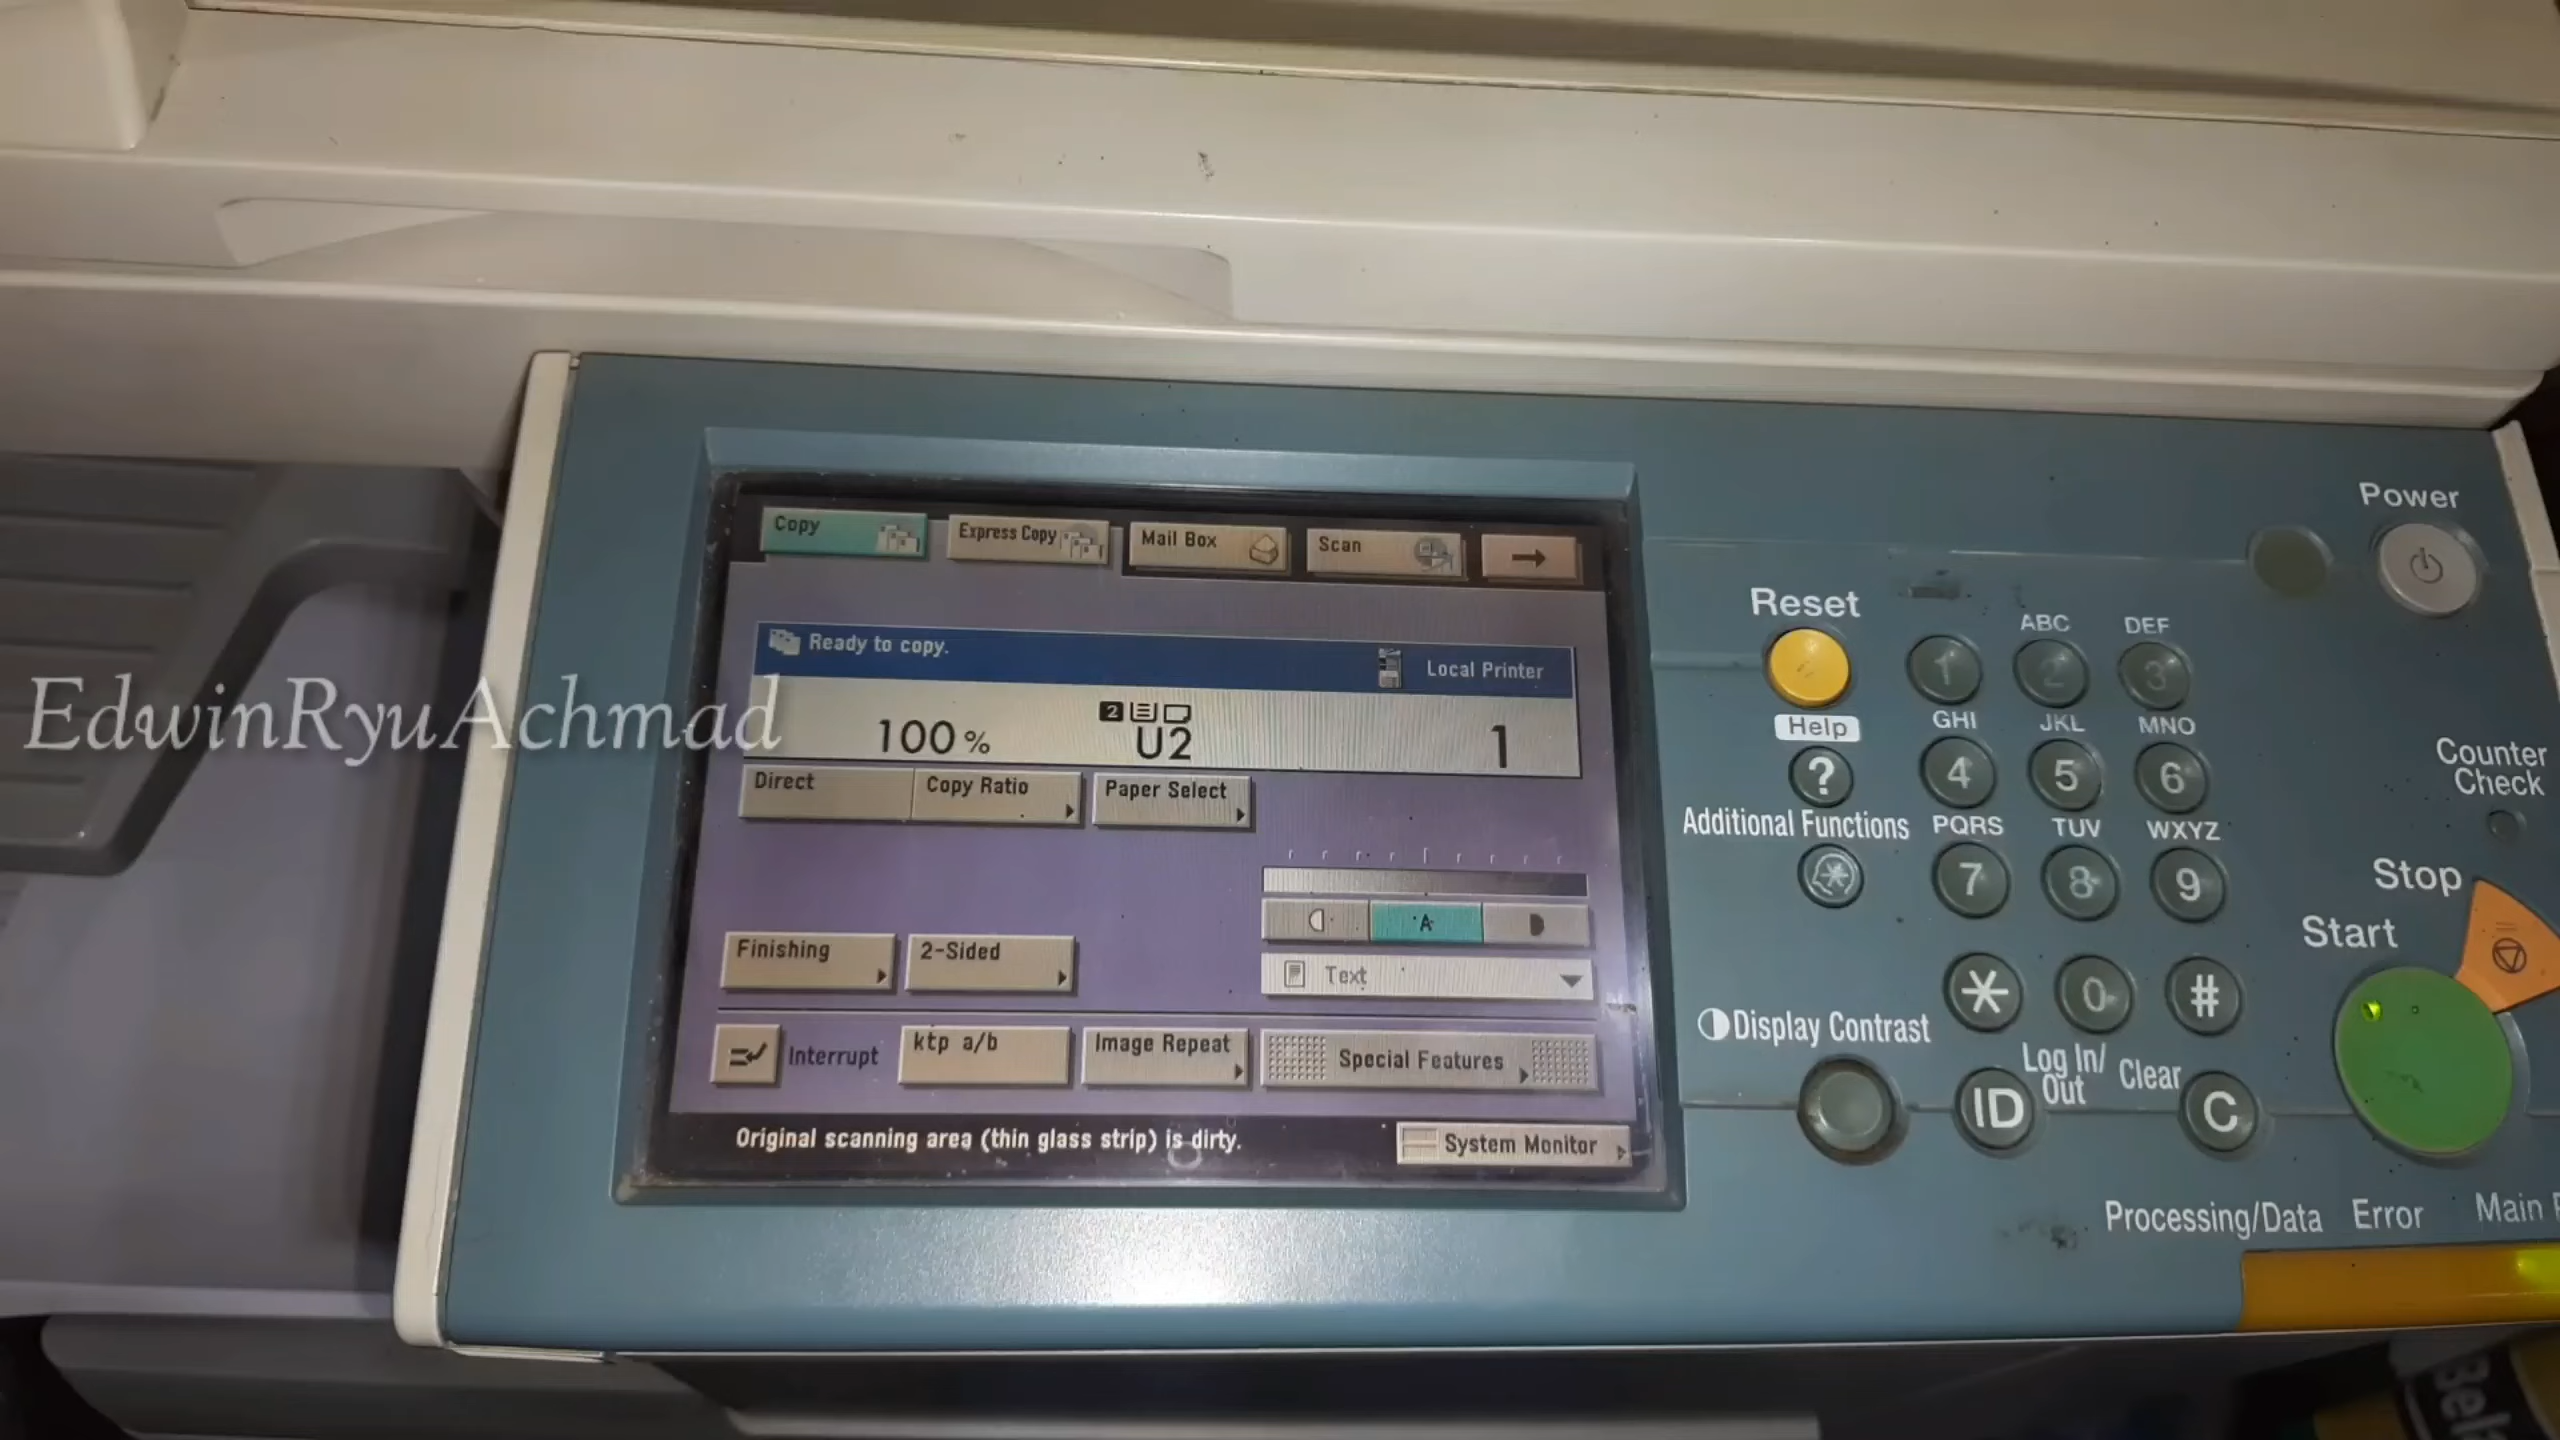 Power
Copy
Express Copy
Mail Box
Scan
Reset
ABC
DEF
1
2
3
Ready to copy.
Local Printer
EdwinRyuAchmad
100%
2
U2
1
Help
GHI
JKL
MNO
?
4
5
6
Counter
Check
Direct
Copy Ratio
Paper Select
Additional Functions
PQRS
TUV
WXYZ
7
8
9
Stop
A
Start
Finishing
2-Sided
Text
*
0
#
Display Contrast
Interrupt
ktp a/b
Image Repeat
Special Features
ID
Log In/
Out
Clear
C
Original scanning area (thin glass strip) is dirty.
System Monitor
Processing/Data
Error
Main